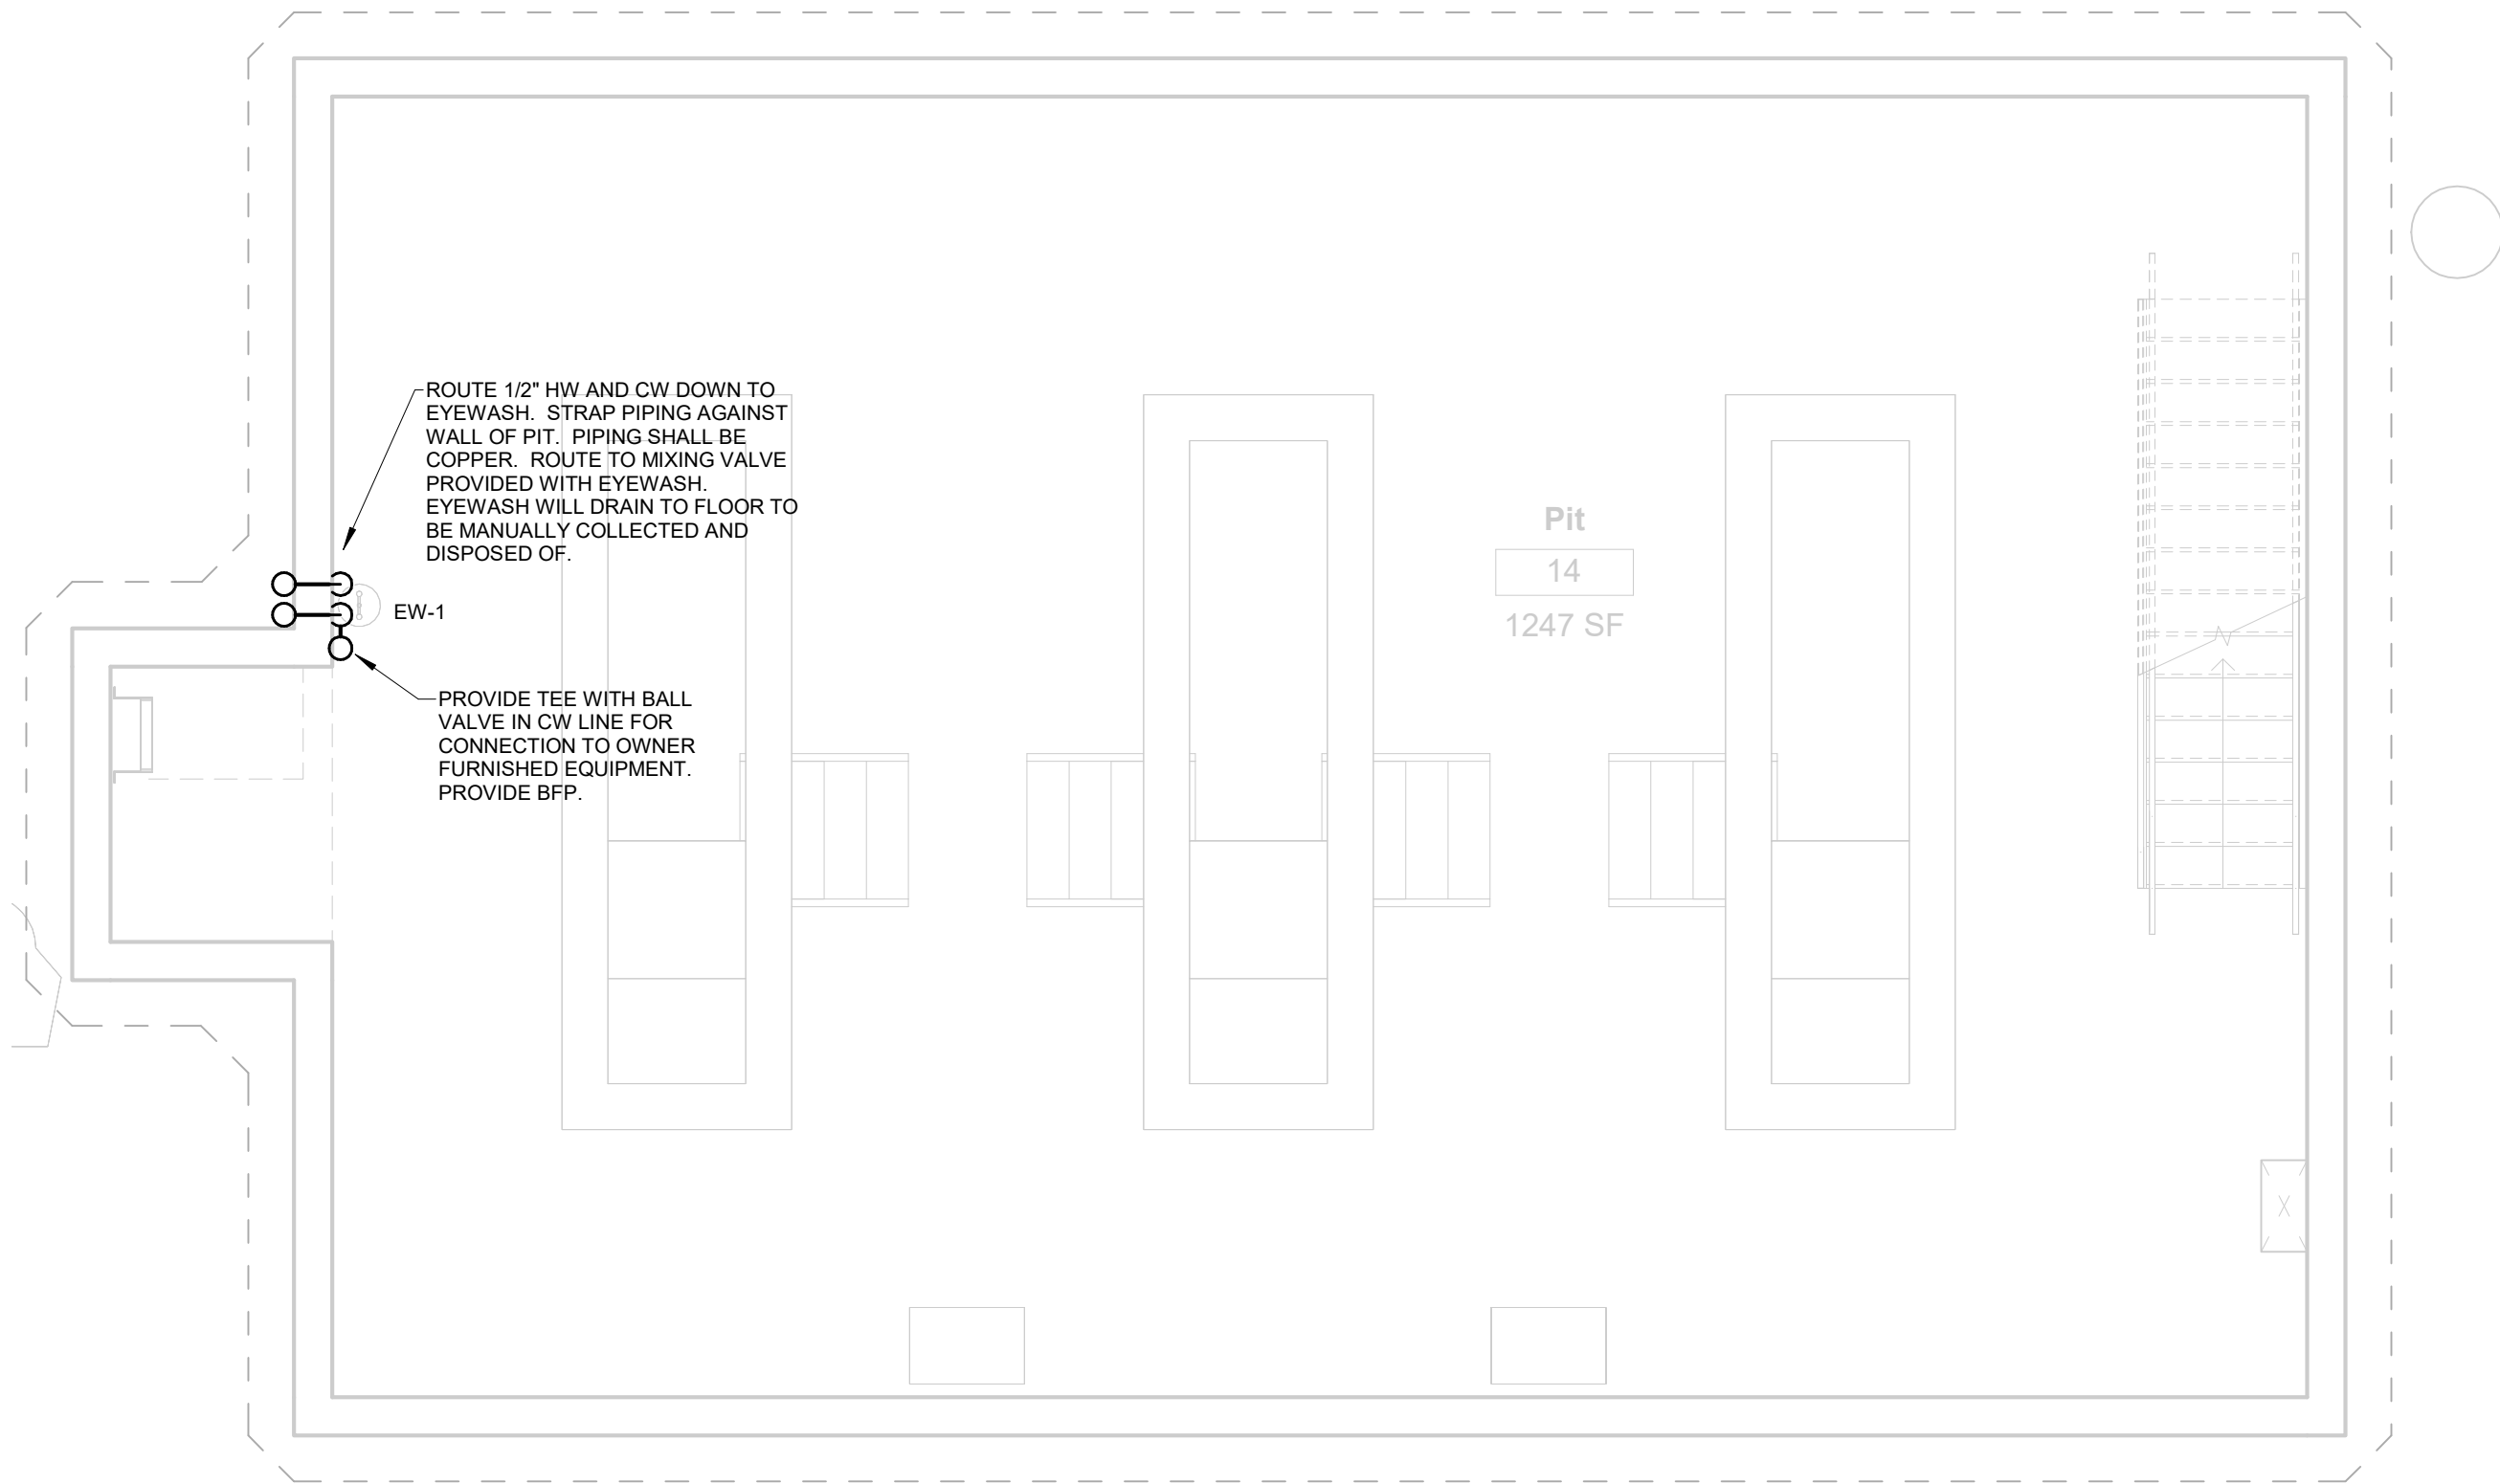 ROUTE 1/2" HW AND CW DOWN TO
EYEWASH.  STRAP PIPING AGAINST
WALL OF PIT.  PIPING SHALL BE
COPPER.  ROUTE TO MIXING VALVE
PROVIDED WITH EYEWASH.
EYEWASH WILL DRAIN TO FLOOR TO
BE MANUALLY COLLECTED AND
DISPOSED OF.
Pit
14
1247 SF
EW-1
PROVIDE TEE WITH BALL
VALVE IN CW LINE FOR
CONNECTION TO OWNER
FURNISHED EQUIPMENT.
PROVIDE BFP.